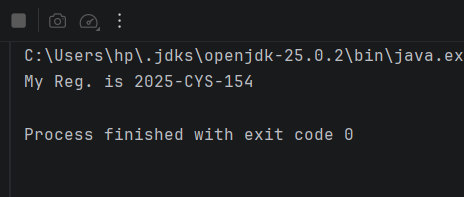 C:\Users\hp\.jdks\openjdk-25.0.2\bin\java.ex
My Reg. is 2025-CYS-154
Process finished with exit code 0